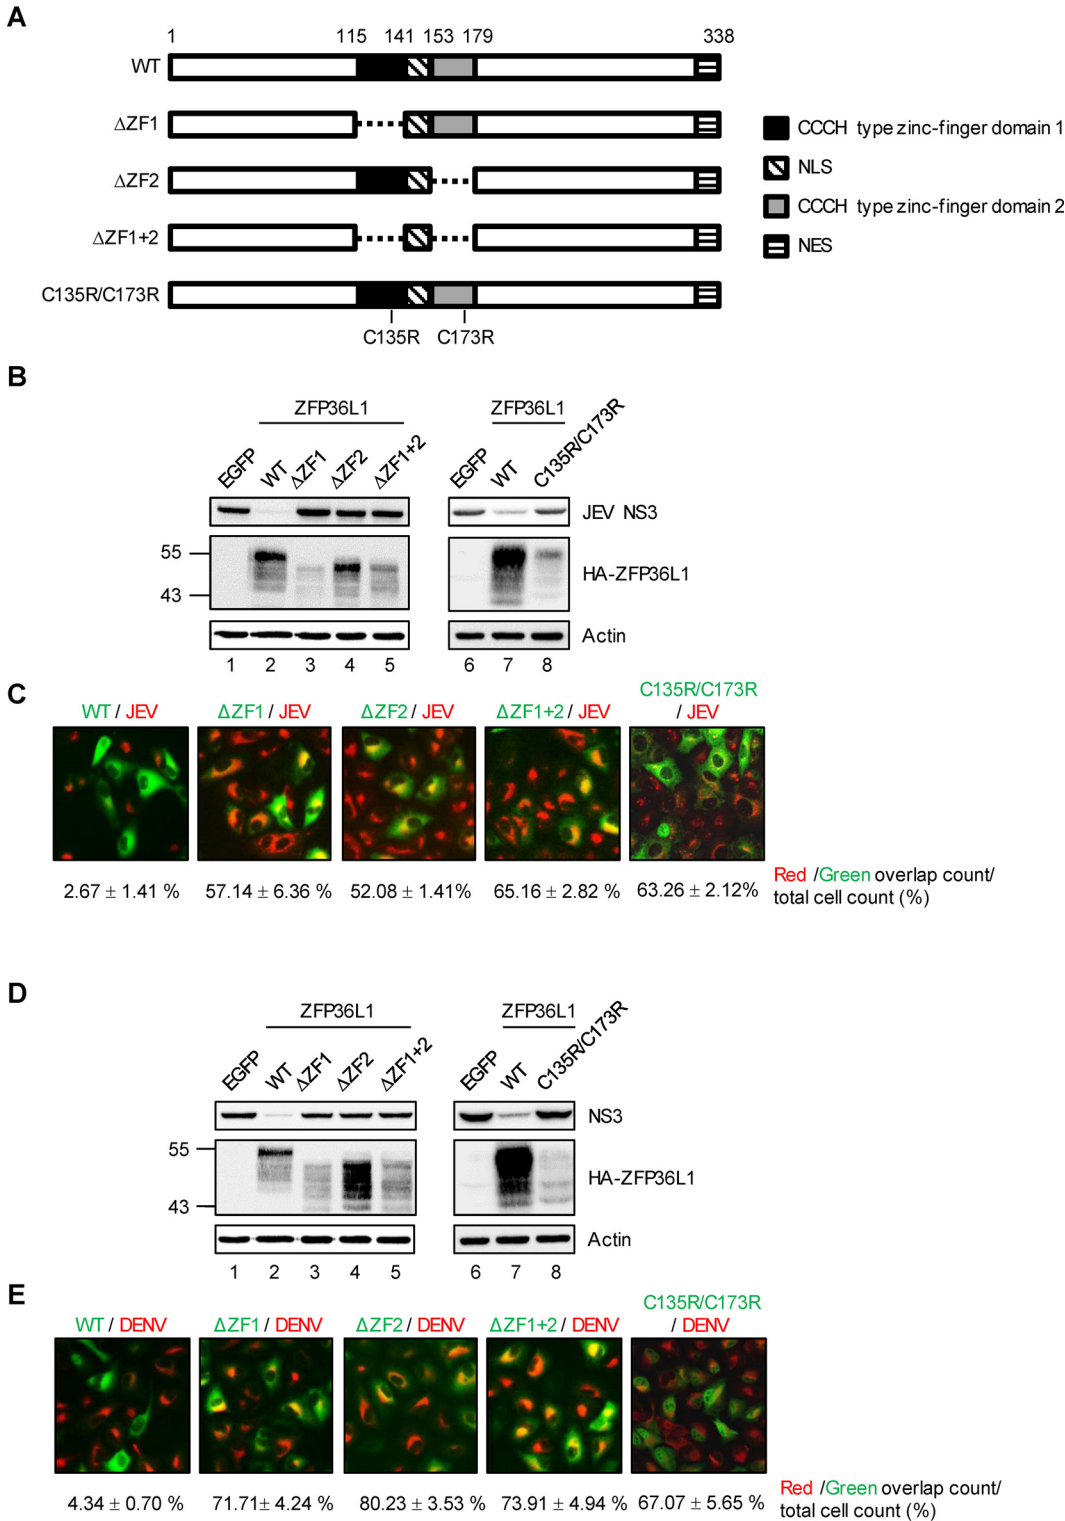 A
1 115 141 153 179 338
WT
ΔZF1
ΔZF2
ΔZF1+2
C135R/C173R
C135R C173R
CCCH type zinc-finger domain 1
NLS
CCCH type zinc-finger domain 2
NES
B
ZFP36L1
EGFP WT ΔZF1 ΔZF2 ΔZF1+2
ZFP36L1
EGFP WT C135R/C173R
JEV NS3
55
43
HA-ZFP36L1
Actin
1 2 3 4 5 6 7 8
C
WT / JEV
ΔZF1 / JEV
ΔZF2 / JEV
ΔZF1+2 / JEV
C135R/C173R
/ JEV
2.67 ± 1.41 %
57.14 ± 6.36 %
52.08 ± 1.41%
65.16 ± 2.82 %
63.26 ± 2.12%
Red /Green overlap count/
total cell count (%)
D
ZFP36L1
EGFP WT ΔZF1 ΔZF2 ΔZF1+2
ZFP36L1
EGFP WT C135R/C173R
NS3
55
43
HA-ZFP36L1
Actin
1 2 3 4 5 6 7 8
E
WT / DENV
ΔZF1 / DENV
ΔZF2 / DENV
ΔZF1+2 / DENV
C135R/C173R
/ DENV
4.34 ± 0.70 %
71.71± 4.24 %
80.23 ± 3.53 %
73.91 ± 4.94 %
67.07 ± 5.65 %
Red /Green overlap count/
total cell count (%)